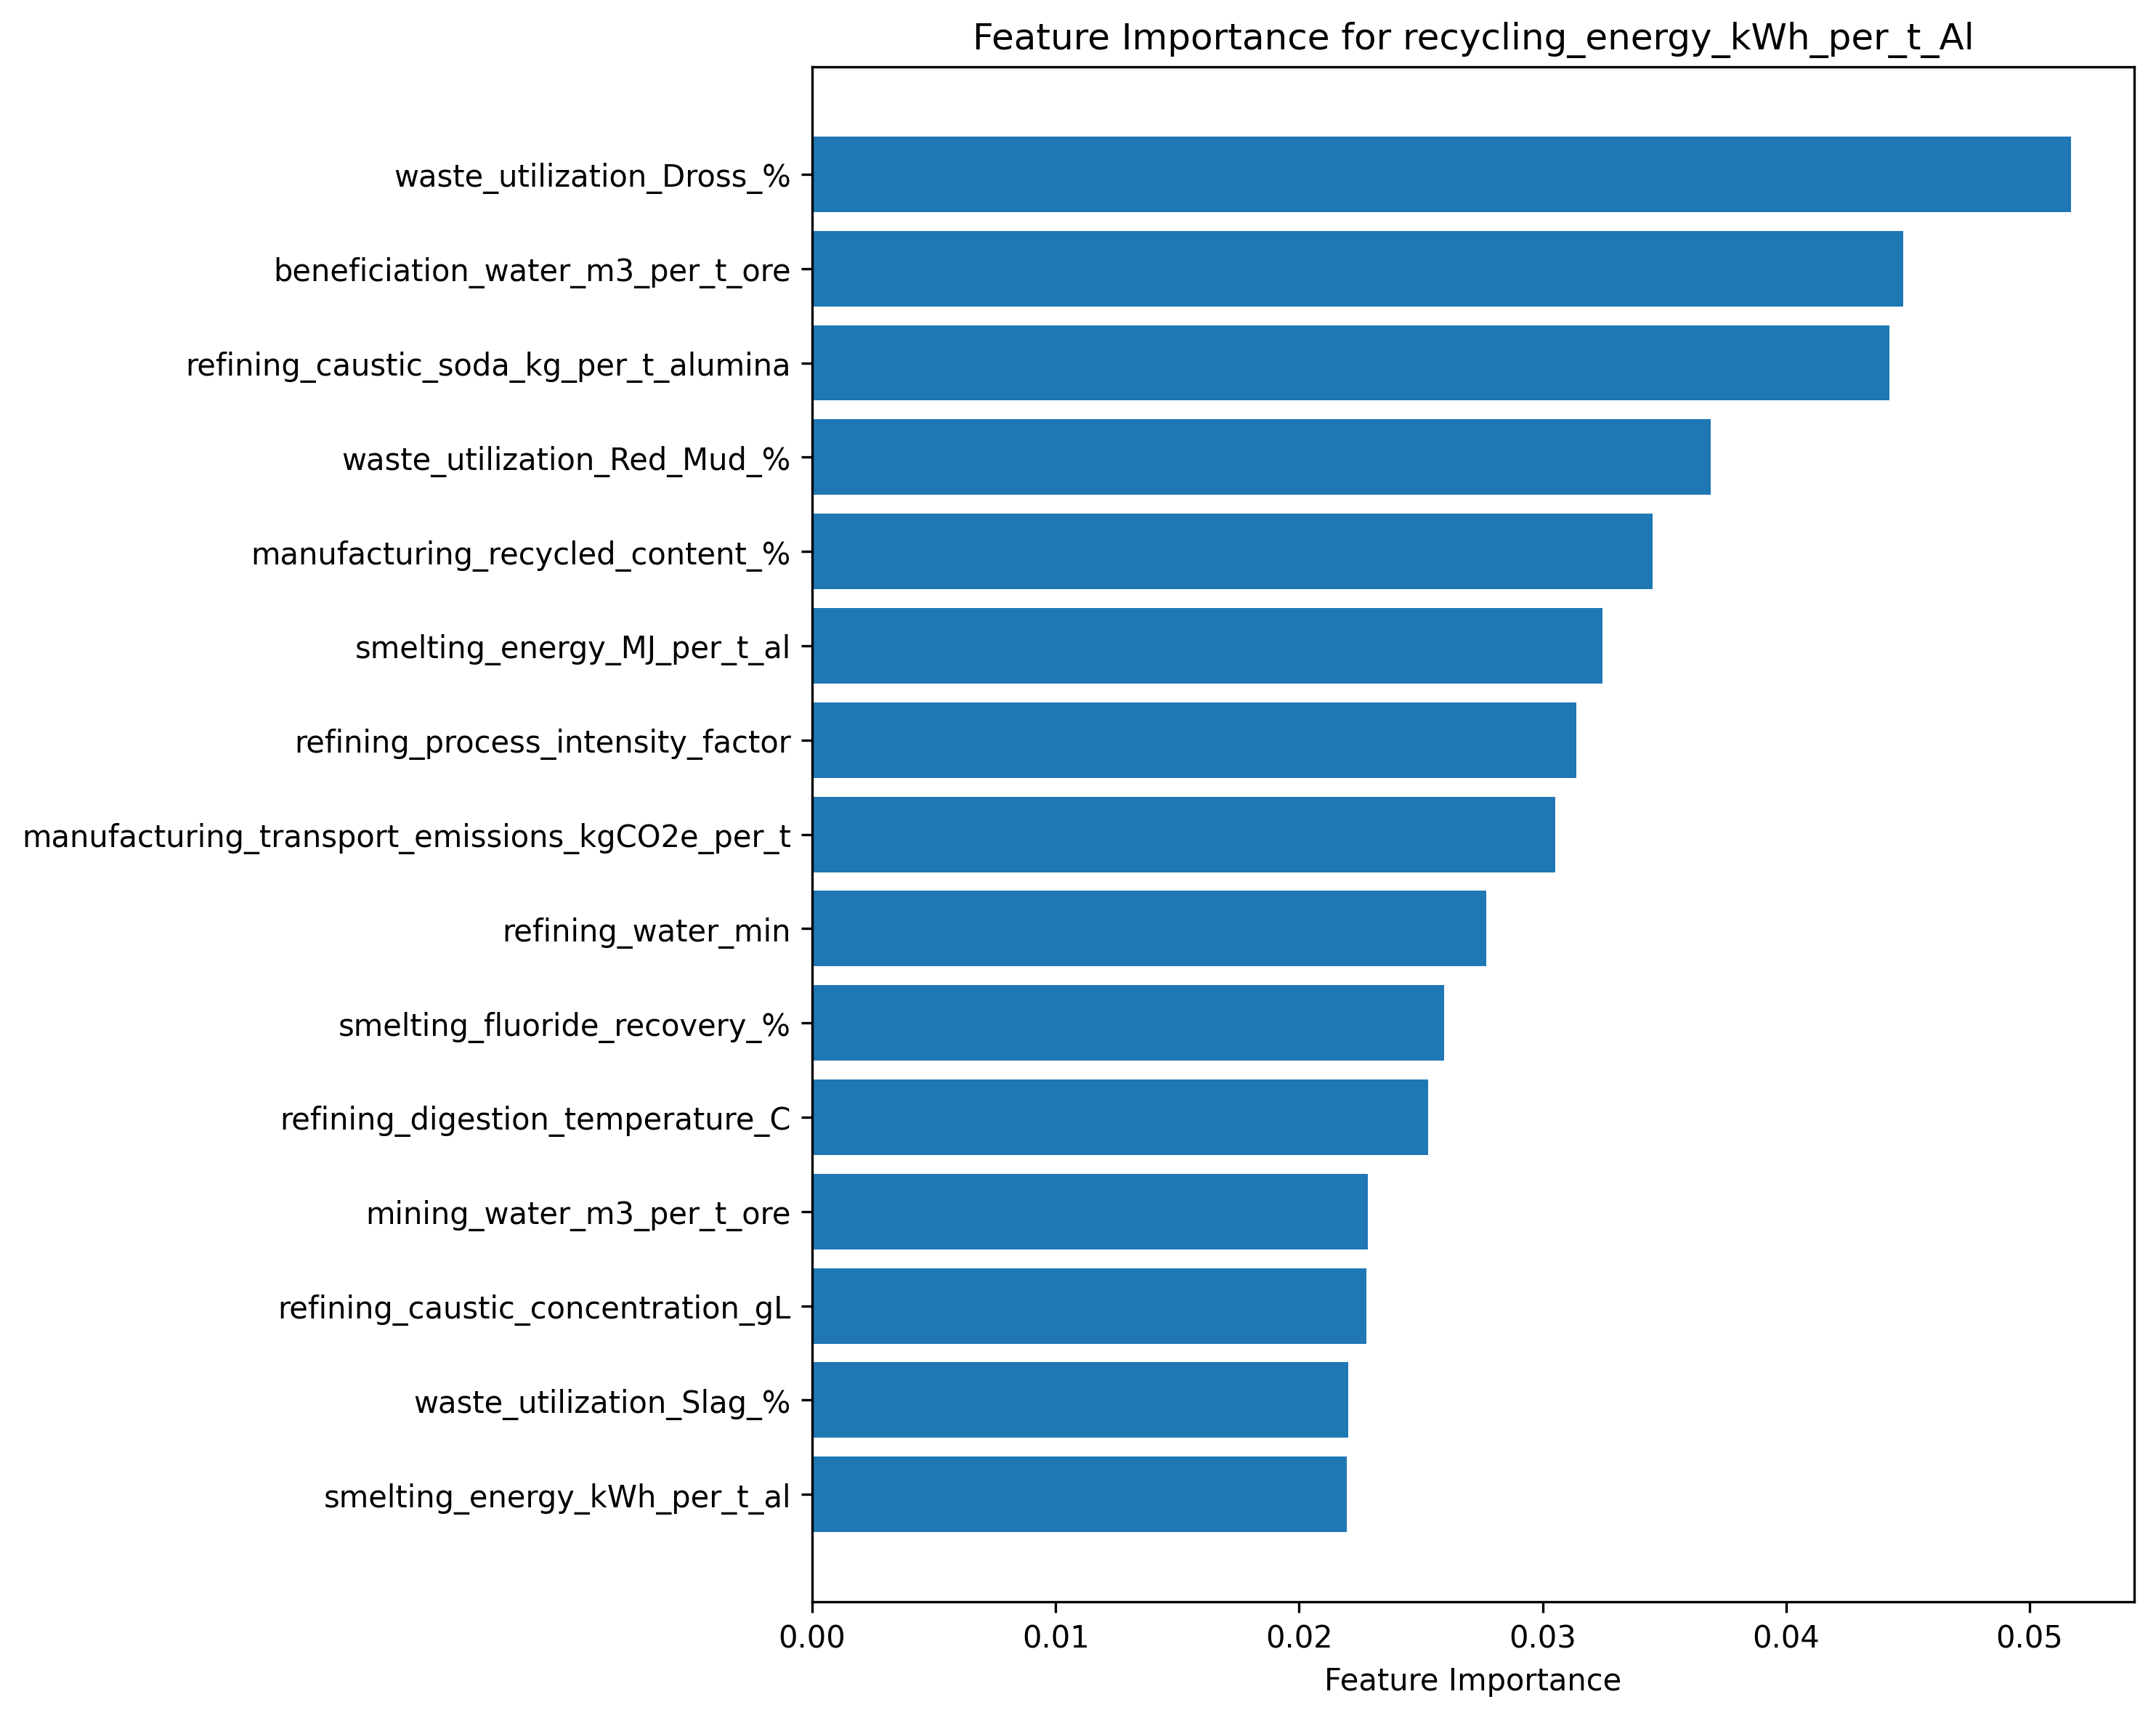 Feature Importance for recycling_energy_kWh_per_t_Al
waste_utilization_Dross_%
beneficiation_water_m3_per_t_ore
refining_caustic_soda_kg_per_t_alumina
waste_utilization_Red_Mud_%
manufacturing_recycled_content_%
smelting_energy_MJ_per_t_al
refining_process_intensity_factor
manufacturing_transport_emissions_kgCO2e_per_t
refining_water_min
smelting_fluoride_recovery_%
refining_digestion_temperature_C
mining_water_m3_per_t_ore
refining_caustic_concentration_gL
waste_utilization_Slag_%
smelting_energy_kWh_per_t_al
0.00 0.01 0.02 0.03 0.04 0.05
Feature Importance